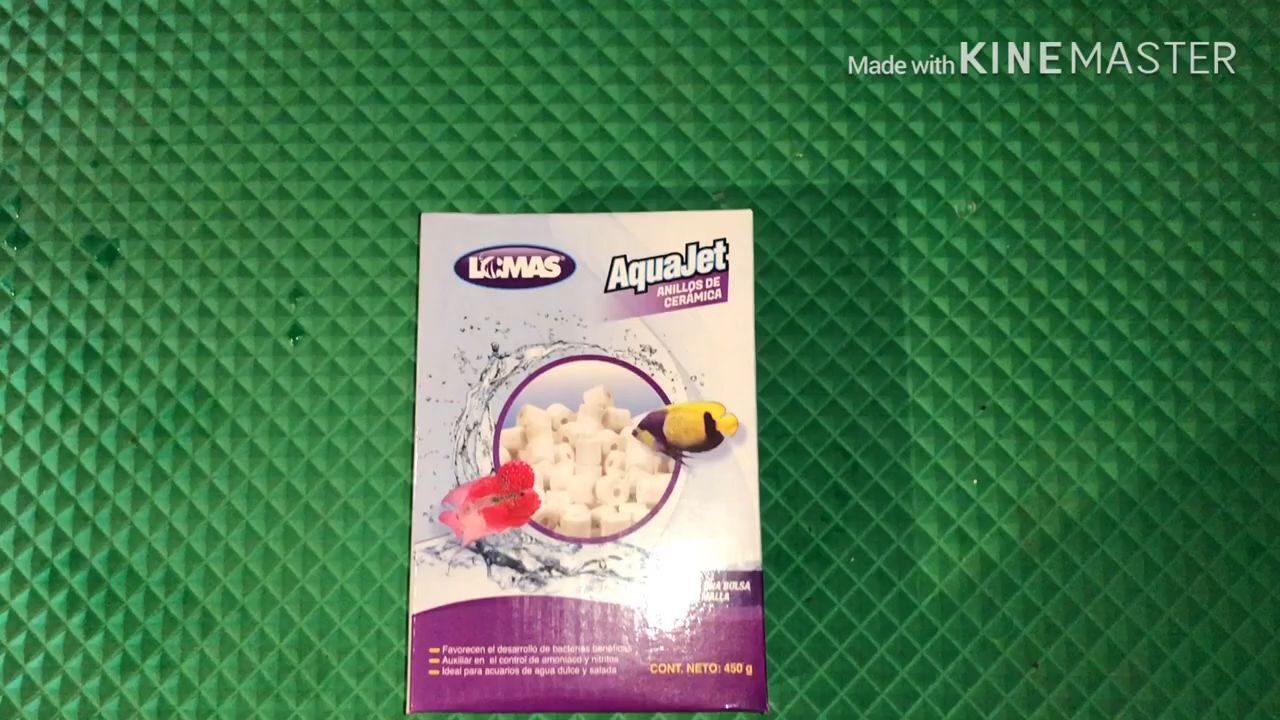 Made with KINEMASTER
LOMAS
AquaJet
ANILLOS DE
CERÁMICA
BOLSA
MALLA
Favorecen el desarrollo de bacterias benéficas
Auxiliar en el control de amoniaco y nitritos
Ideal para acuarios de agua dulce y salada
CONT. NETO: 450 g